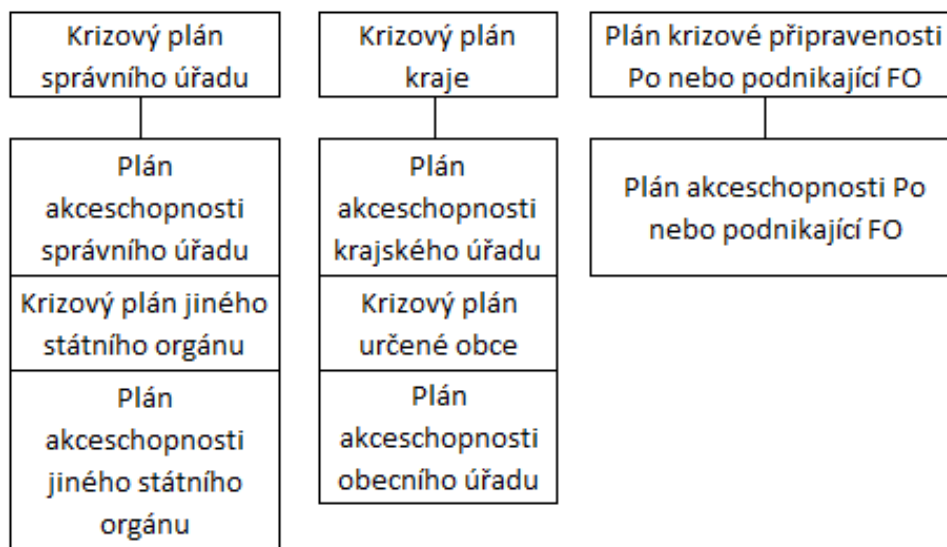 Krizový plán
správního úřadu
Plán
akceschopnosti
správního úřadu
Krizový plán jiného
státního orgánu
Plán
akceschopnosti
jiného státního
orgánu
Krizový plán
kraje
Plán
akceschopnosti
krajského úřadu
Krizový plán
určené obce
Plán
akceschopnosti
obecního úřadu
Plán krizové připravenosti
Po nebo podnikající FO
Plán akceschopnosti Po
nebo podnikající FO